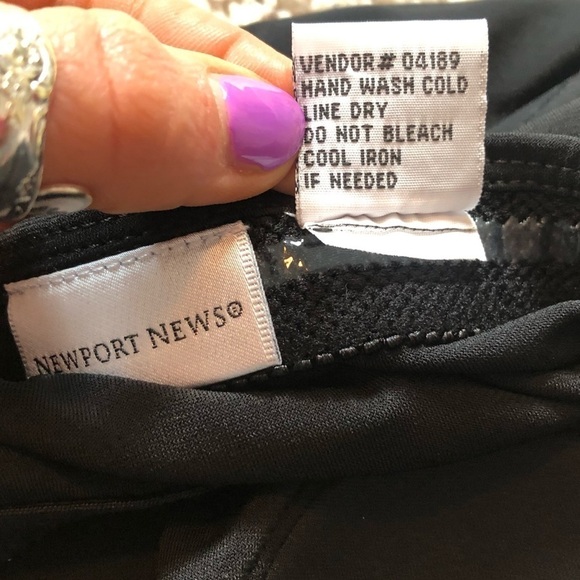 VENDOR# 04189
HAND WASH COLD
LINE DRY
DO NOT BLEACH
COOL IRON
IF NEEDED
NEWPORT NEWS®